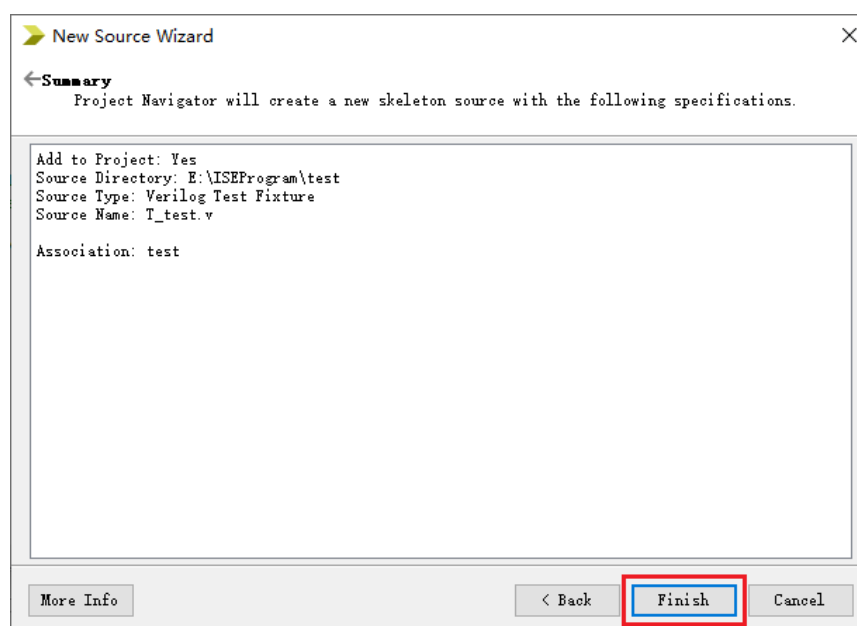 New Source Wizard
Summary
Project Navigator will create a new skeleton source with the following specifications.
Add to Project: Yes
Source Directory: E:\ISEProgram\test
Source Type: Verilog Test Fixture
Source Name: T_test.v
Association: test
More Info
< Back
Finish
Cancel